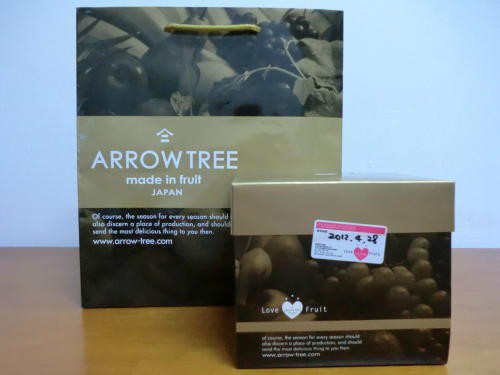 ARROW TREE
made in fruit
JAPAN
Of course, the season for every season should
also discern a place of production, and should
send the most delicious thing to you then.
www.arrow-tree.com
2012.4.28
Love Fruit
Love Fruit
of course, the season for every season should
also discern a place of production, and should
send the most delicious thing to you then.
www.arrow-tree.com